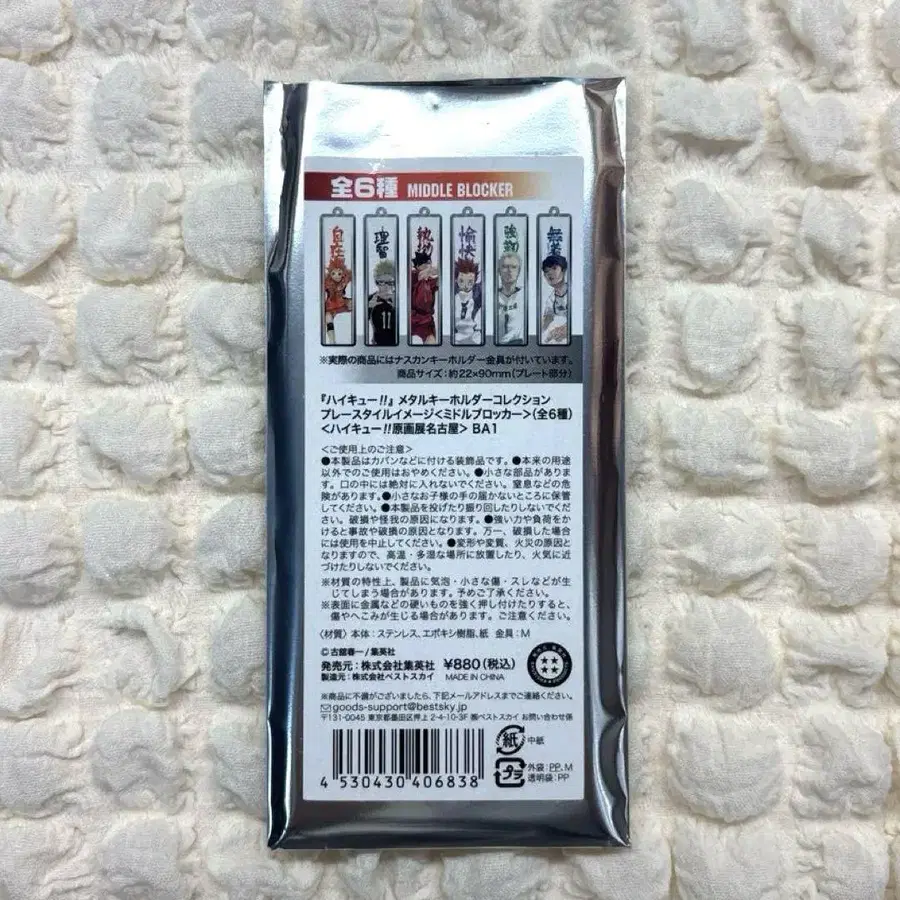 全6種 MIDDLE BLOCKER
自在 理智 執拗 愉快 強靭 無害
※実際の商品にはナスカンキーホルダー金具が付いています。
商品サイズ:約22×90mm(プレート部分)
『ハイキュー!!』メタルキーホルダーコレクション
プレースタイルイメージ<ミドルブロッカー>(全6種)
<ハイキュー!!原画展名古屋> BA1
<ご使用上のご注意>
●本製品はカバンなどに付ける装飾品です。●本来の用途
以外でのご使用はおやめください。●小さな部品がありま
す。口の中には絶対に入れないでください。窒息などの危
険があります。●小さなお子様の手の届かないところに保管
してください。●本製品を投げたり振り回したりしないでくだ
さい。破損や怪我の原因になります。●強い力や負荷をか
けると事故や破損の原因となります。万一、破損した場合
には使用を中止してください。●変形や変質、火災の原因と
なりますので、高温・多湿な場所に放置したり、火気に近
づけたりしないでください。
※材質の特性上、製品に気泡・小さな傷・スレなどが生
じてしまう場合があります。予めご了承ください。
※表面に金属などの硬いものを強く押し付けたりすると、
傷やへこみが生じる場合があります。ご注意ください。
〈材質〉本体:ステンレス、エポキシ樹脂、紙 金具:M
©古舘春一/集英社
発売元:株式会社集英社 ¥880(税込)
製造元:株式会社ベストスカイ MADE IN CHINA
※商品に不備がございましたら、下記メールアドレスまでご連絡ください。
goods-support@bestsky.jp
〒131-0045 東京都墨田区押上 2-4-10-3F ㈱ベストスカイ お問い合わせ係
4 530430 406838
紙 中紙
プラ 外袋:PP、M
透明袋:PP